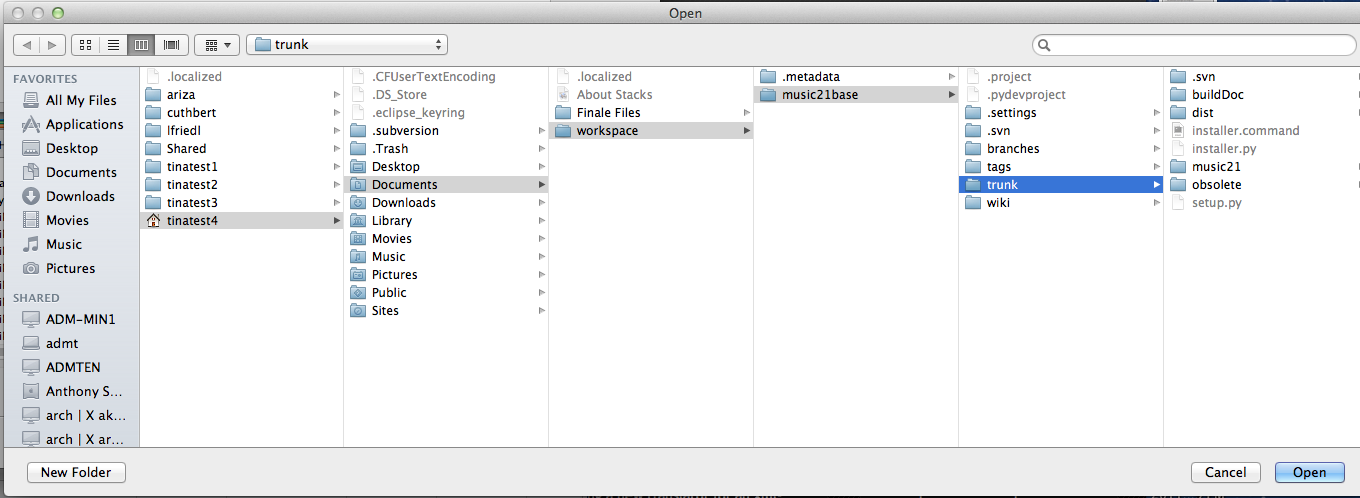 Open
trunk
FAVORITES
All My Files
Applications
Desktop
Documents
Downloads
Movies
Music
Pictures
SHARED
ADM-MIN1
admt
ADMTEN
Anthony S...
arch | X ak...
arch | X ar...
.localized
ariza
cuthbert
lfriedl
Shared
tinatest1
tinatest2
tinatest3
tinatest4
.CFUserTextEncoding
.DS_Store
.eclipse_keyring
.subversion
.Trash
Desktop
Documents
Downloads
Library
Movies
Music
Pictures
Public
Sites
.localized
About Stacks
Finale Files
workspace
.metadata
music21base
.project
.pydevproject
.settings
.svn
branches
tags
trunk
wiki
.svn
buildDoc
dist
installer.command
installer.py
music21
obsolete
setup.py
New Folder
Cancel
Open